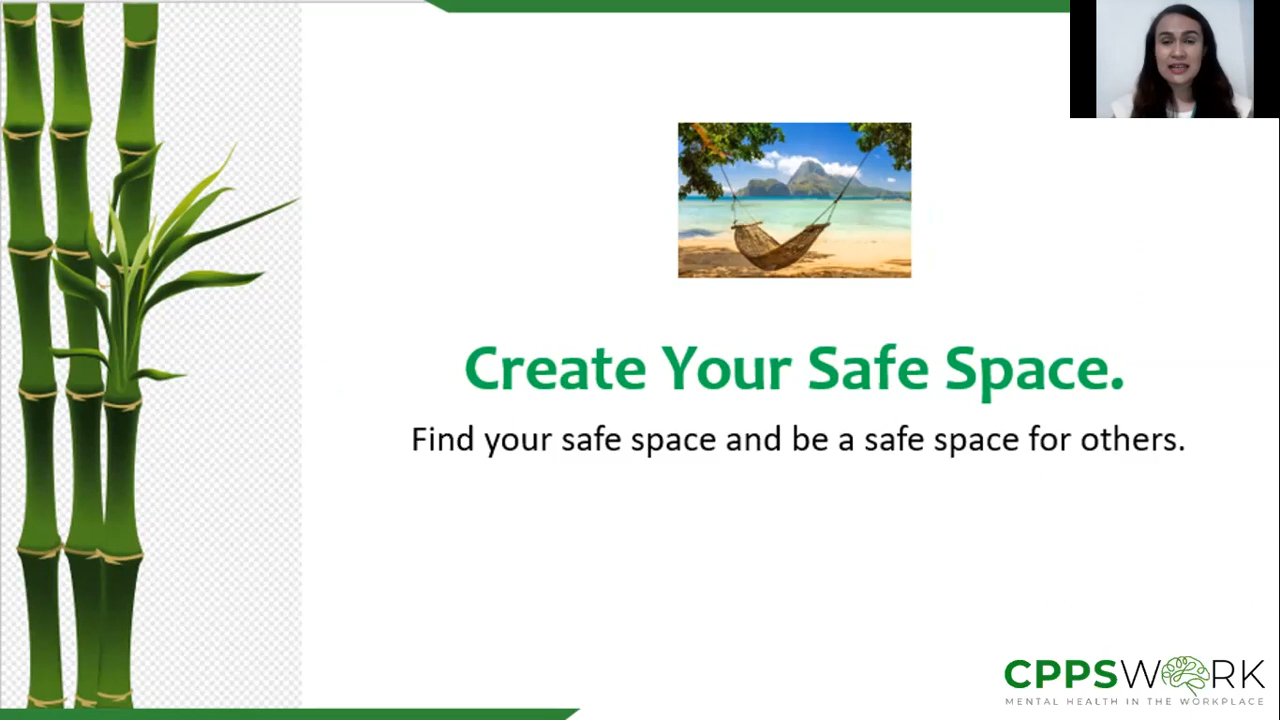 Create Your Safe Space.
Find your safe space and be a safe space for others.
CPPSWORK
MENTAL HEALTH IN THE WORKPLACE